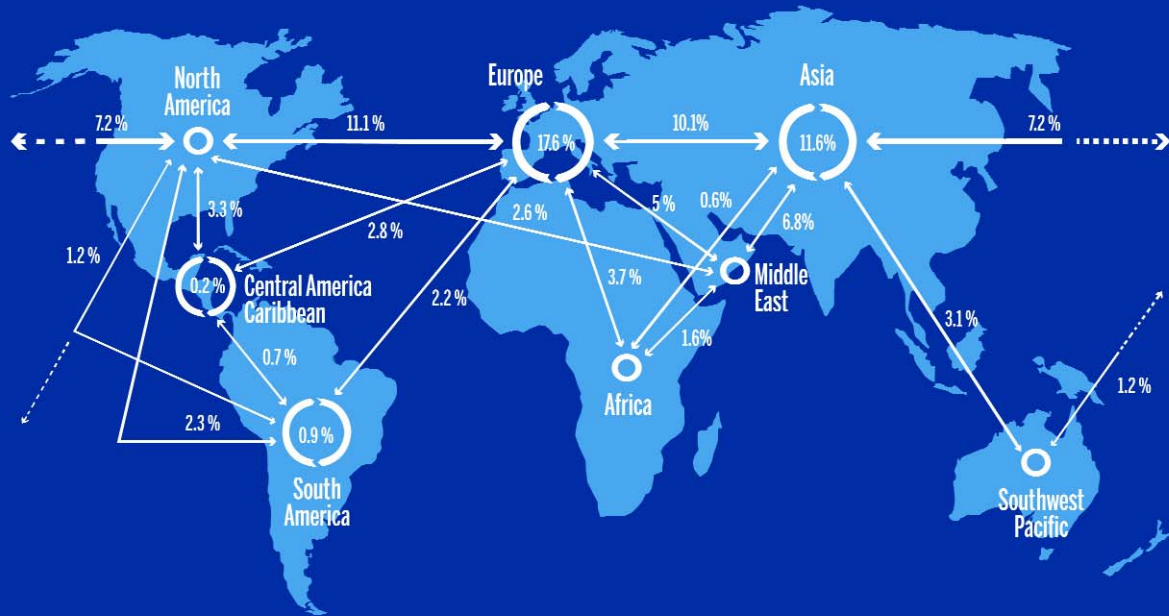 North
America
Europe
Asia
7.2 %
11.1%
17.6%
10.1%
11.6%
7.2 %
3.3%
2.8 %
2.6%
5 %
0.6%
6.8%
1.2 %
0.2 %
Central America
Caribbean
2.2 %
3.7%
Middle
East
0.7 %
1.6%
3.1 %
1.2 %
Africa
2.3 %
0.9 %
South
America
Southwest
Pacific